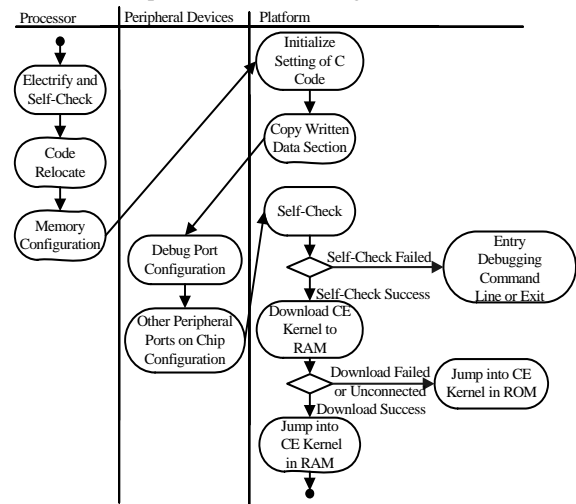 Processor
Peripheral Devices
Platform
Electrify and
Self-Check
Code
Relocate
Memory
Configuration
Initialize
Setting of C
Code
Copy Written
Data Section
Debug Port
Configuration
Other Peripheral
Ports on Chip
Configuration
Self-Check
Self-Check Failed
Entry
Debugging
Command
Line or Exit
Self-Check Success
Download CE
Kernel to
RAM
Download Failed
or Unconnected
Jump into CE
Kernel in ROM
Download Success
Jump into
CE Kernel
in RAM